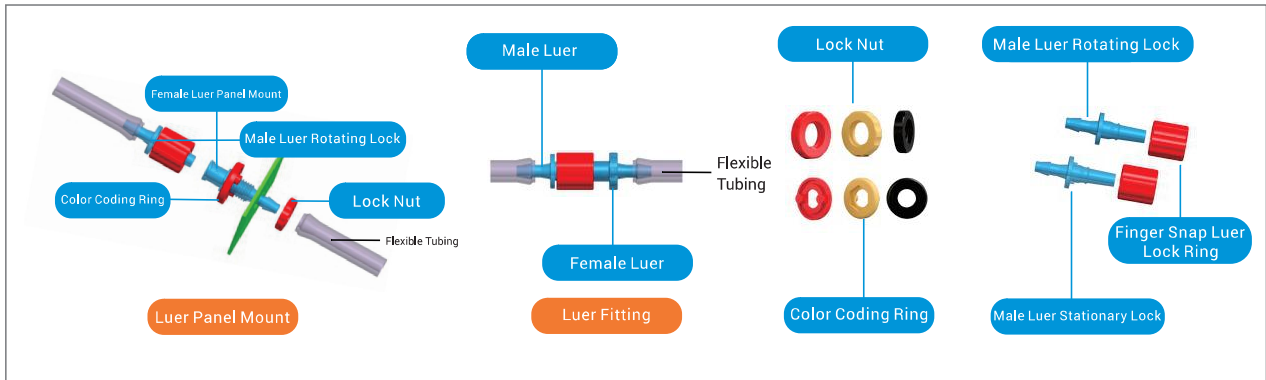 Female Luer Panel Mount
Male Luer Rotating Lock
Color Coding Ring
Lock Nut
Flexible Tubing
Luer Panel Mount
Male Luer
Flexible
Tubing
Female Luer
Luer Fitting
Lock Nut
Color Coding Ring
Male Luer Rotating Lock
Finger Snap Luer
Lock Ring
Male Luer Stationary Lock